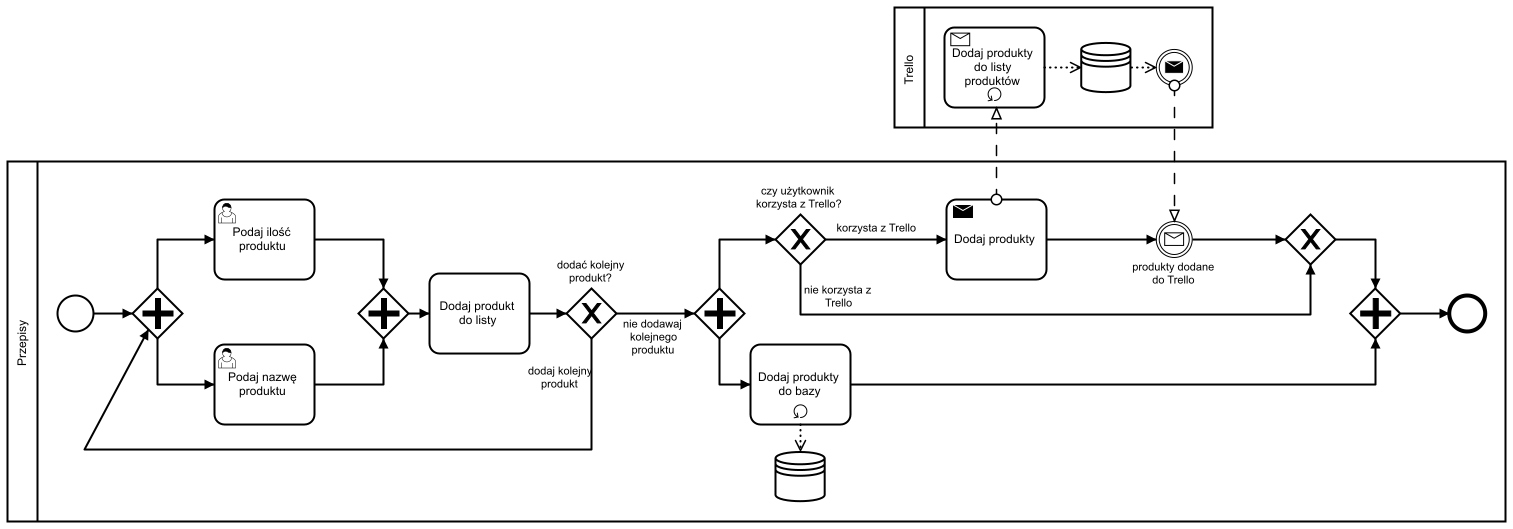 Trello
Dodaj produkty
do listy
produktów
Przepisy
Podaj ilość
produktu
Podaj nazwę
produktu
Dodaj produkt
do listy
dodać kolejny
produkt?
nie dodawaj
kolejnego
produktu
dodaj kolejny
produkt
czy użytkownik
korzysta z Trello?
korzysta z Trello
nie korzysta z
Trello
Dodaj produkty
do bazy
Dodaj produkty
produkty dodane
do Trello